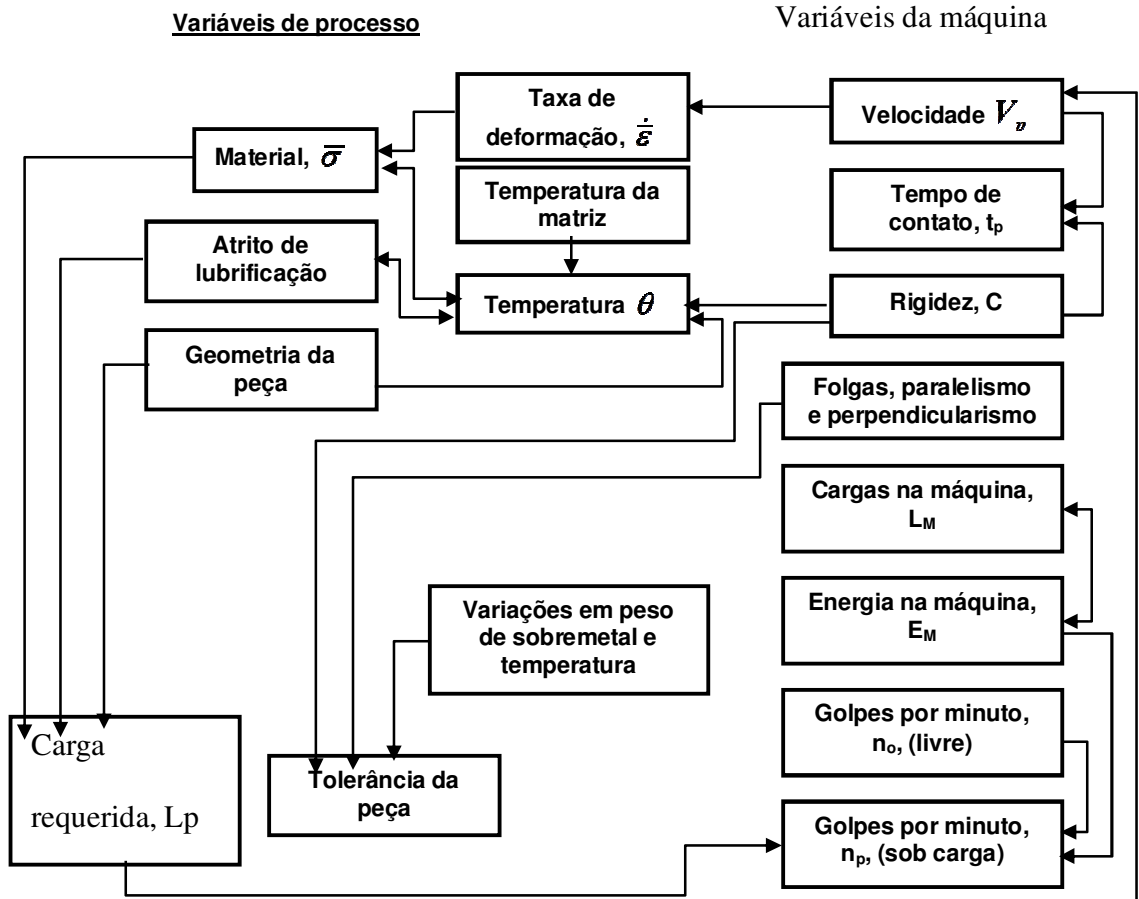 Variáveis de processo
Variáveis da máquina
Taxa de
deformação, ε̅̇
Velocidade Vₚ
Material, σ̅
Temperatura da
matriz
Tempo de
contato, tₚ
Atrito de
lubrificação
Temperatura θ
Rigidez, C
Geometria da
peça
Folgas, paralelismo
e perpendicularismo
Cargas na máquina,
L_M
Variações em peso
de sobremetal e
temperatura
Energia na máquina,
E_M
Golpes por minuto,
nₒ, (livre)
Carga
requerida, Lp
Tolerância da
peça
Golpes por minuto,
nₚ, (sob carga)